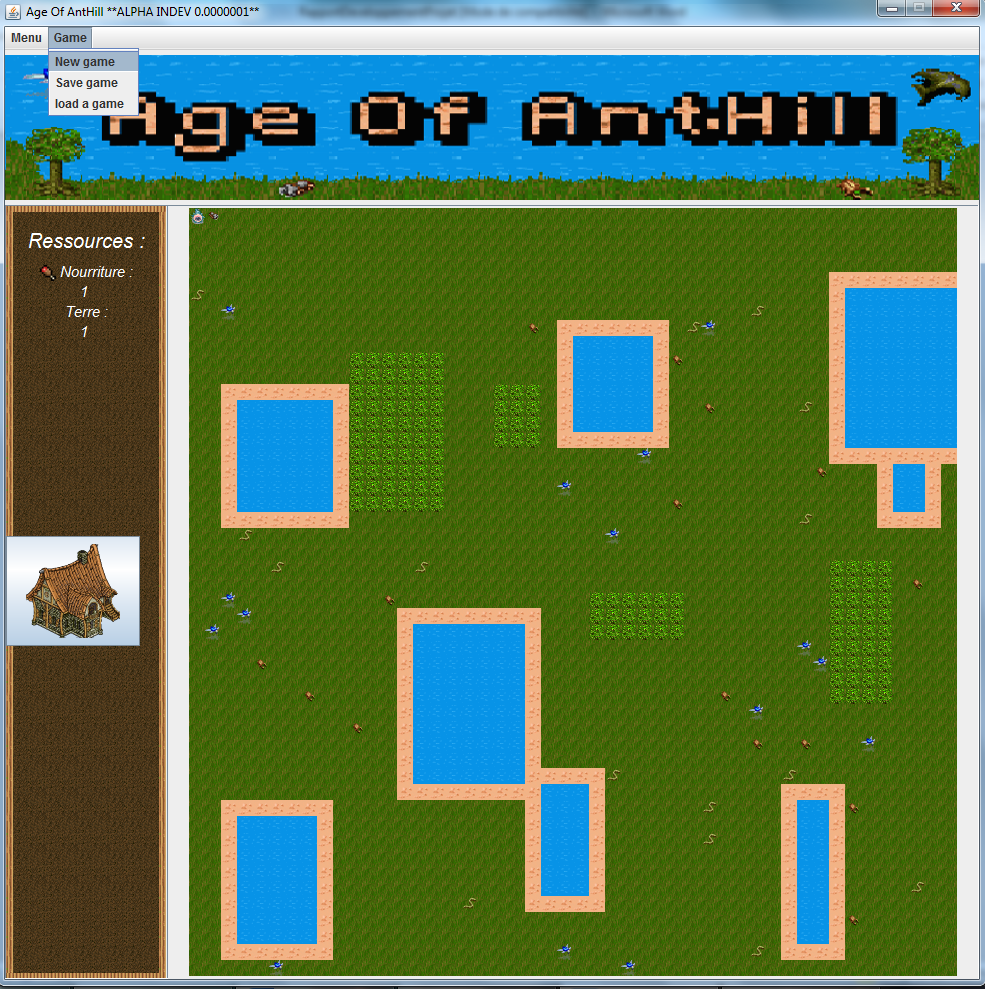 Age Of AntHill **ALPHA INDEV 0.0000001**
Menu Game
New game
Save game
load a game
Age Of AntHill
Ressources :
Nourriture :
1
Terre :
1